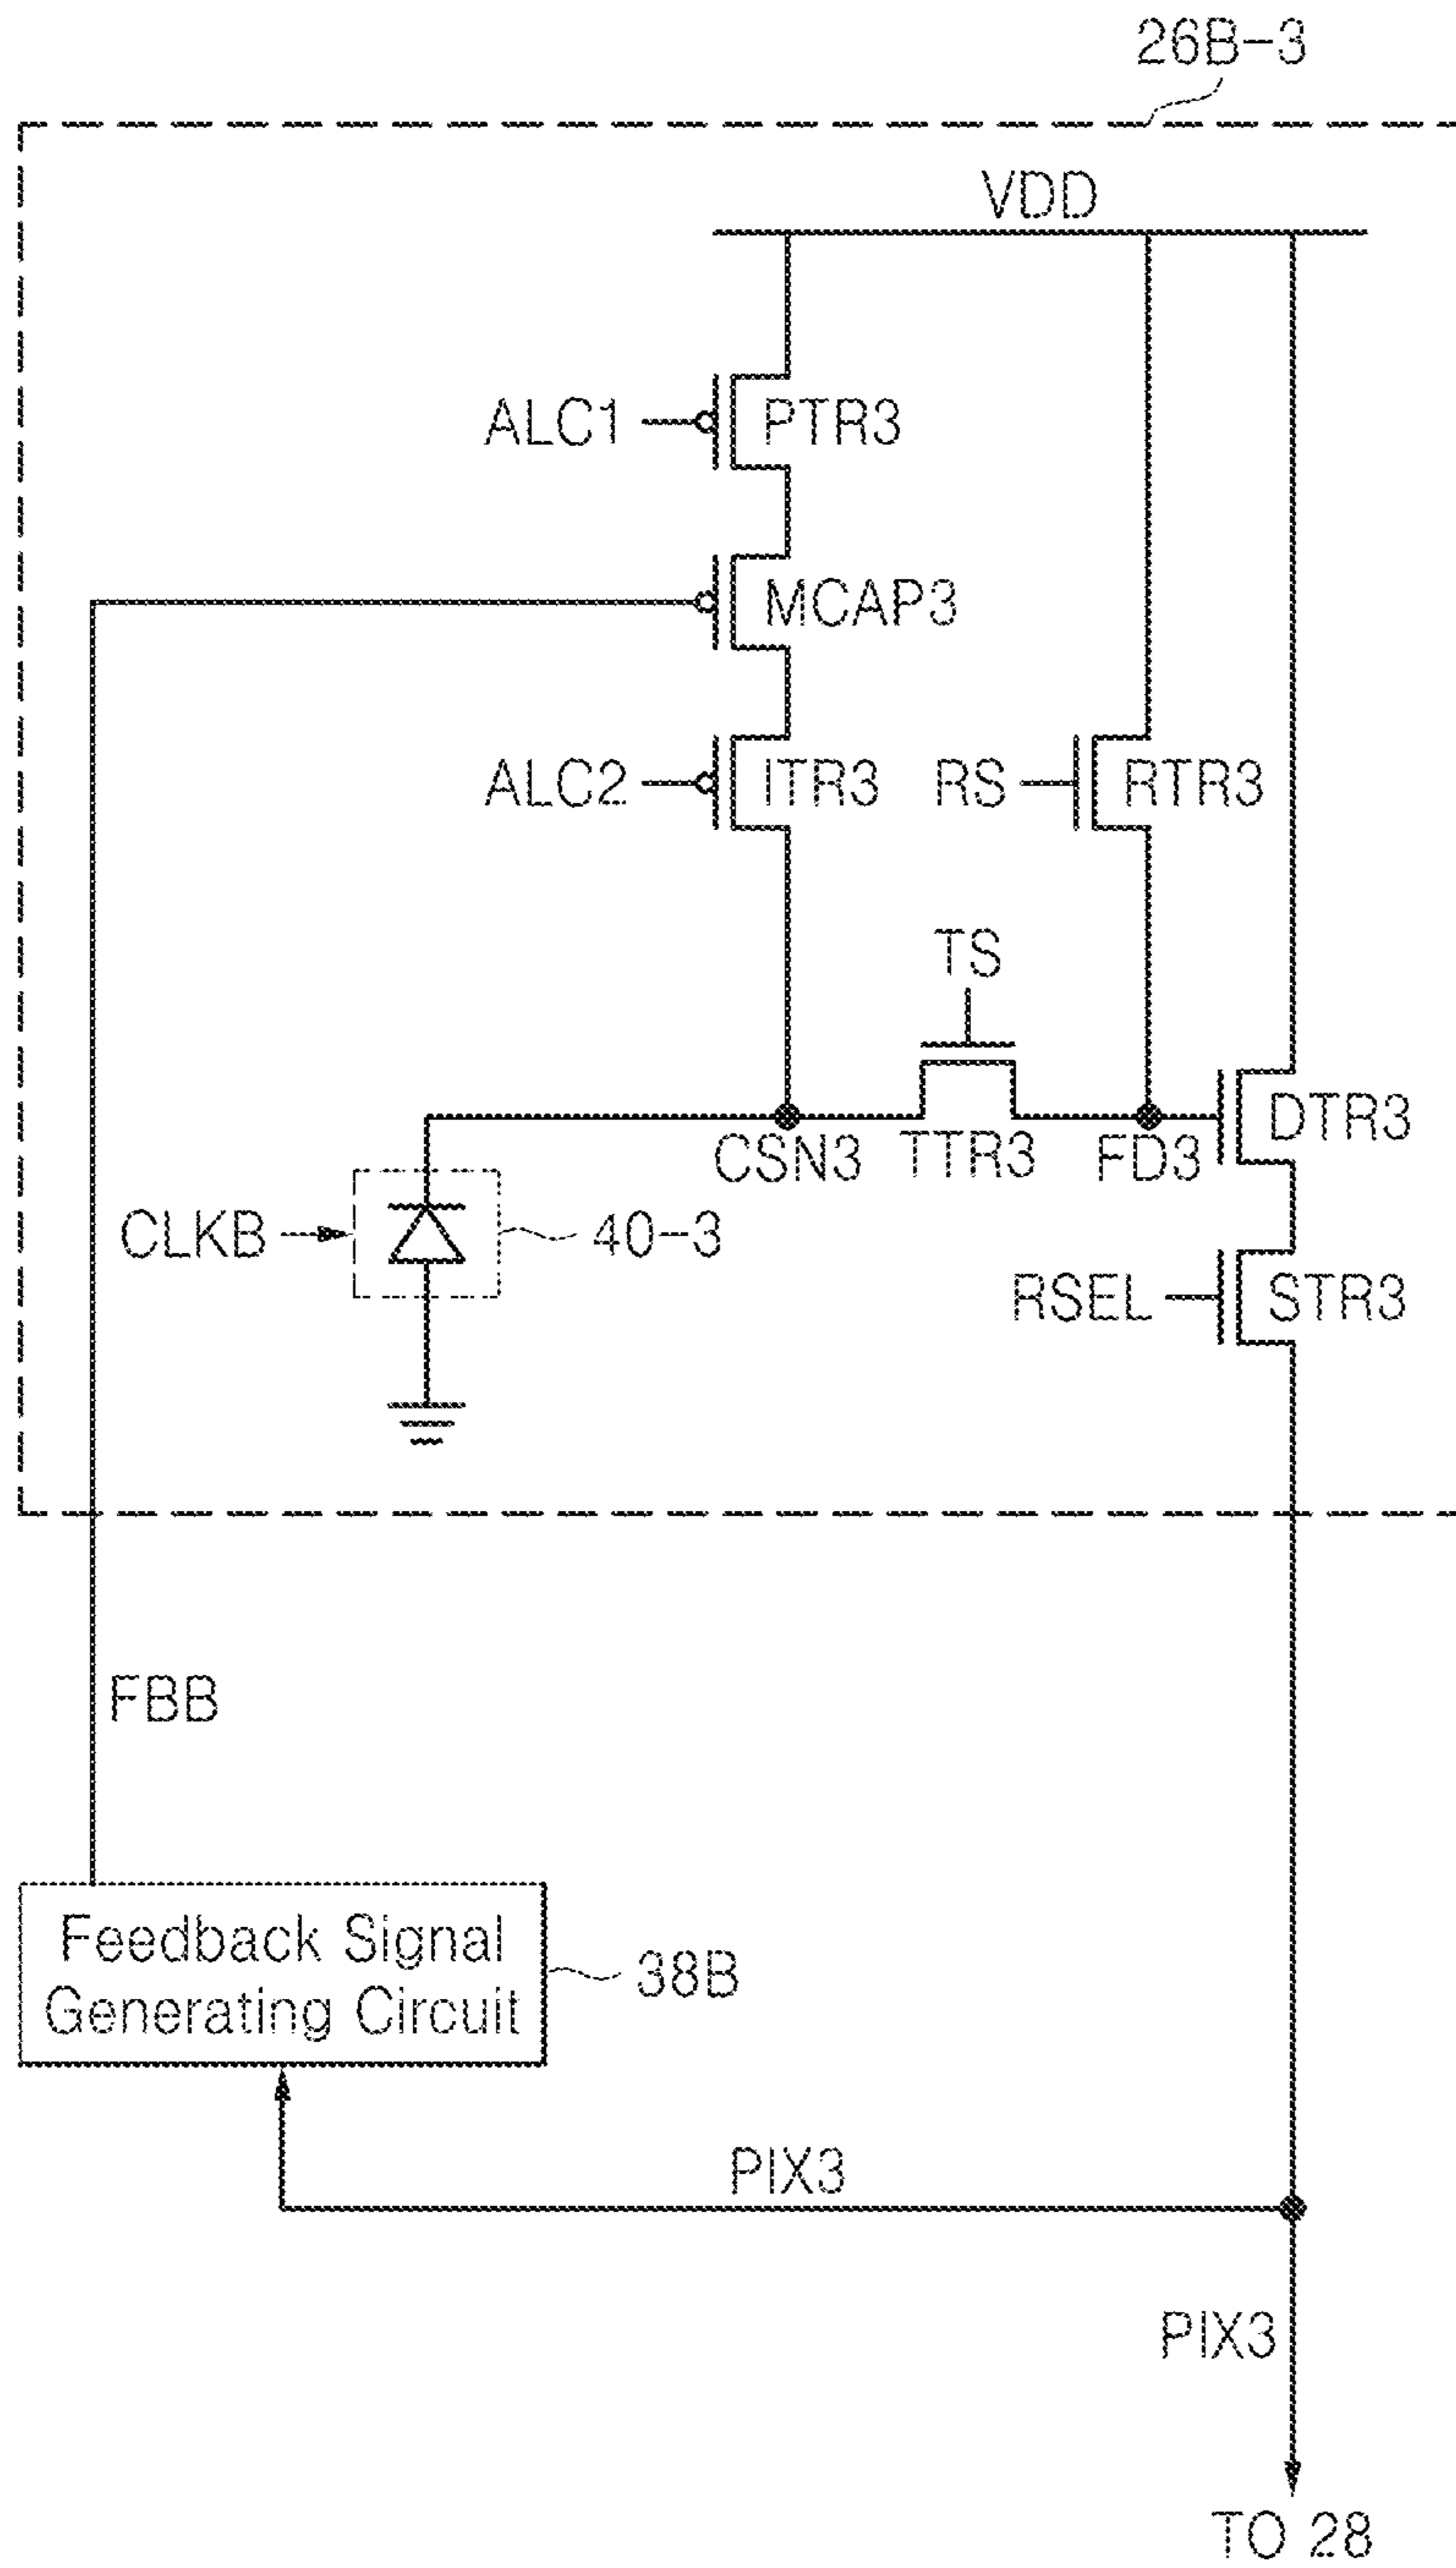 26B-3
VDD
ALC1
PTR3
MCAP3
ALC2
ITR3
RS
RTR3
TS
CSN3
TTR3
FD3
DTR3
CLKB
40-3
RSEL
STR3
FBB
Feedback Signal
Generating Circuit
38B
PIX3
PIX3
TO 28